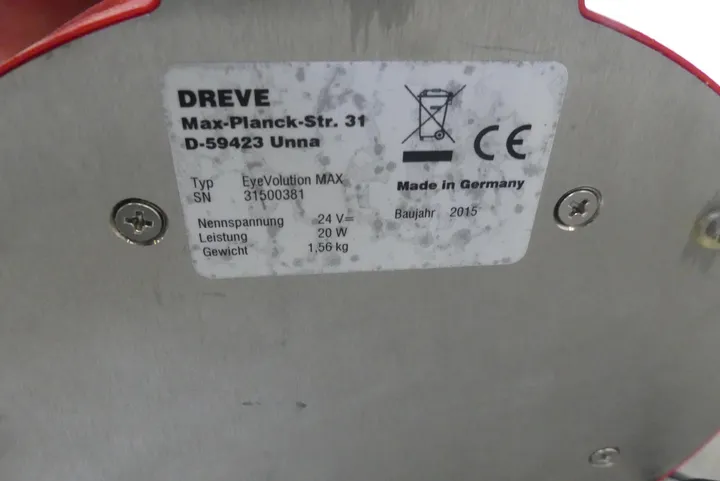 DREVE
Max-Planck-Str. 31
D-59423 Unna
CE
Typ EyeVolution MAX
SN 31500381
Made in Germany
Nennspannung 24 V=
Baujahr 2015
Leistung 20 W
Gewicht 1,56 kg